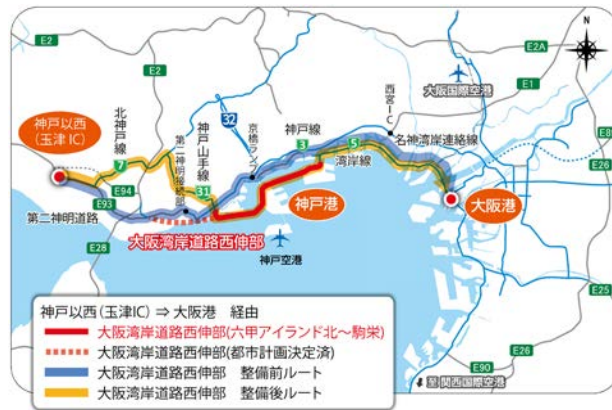 N
E2
E2
E2A
E1
E8
大阪国際空港
西宮IC
名神湾岸連絡線
E26
神戸以西
(玉津IC)
北神戸線
7
第二神明接続部
神戸山手線
31
32
京橋ランプ
神戸線
3
5
湾岸線
E94
E93
第二神明道路
E28
大阪湾岸道路西伸部
神戸港
神戸空港
大阪港
E25
E90
E26
至 関西国際空港
神戸以西(玉津IC) ⇒ 大阪港 経由
大阪湾岸道路西伸部(六甲アイランド北～駒栄)
大阪湾岸道路西伸部(都市計画決定済)
大阪湾岸道路西伸部 整備前ルート
大阪湾岸道路西伸部 整備後ルート